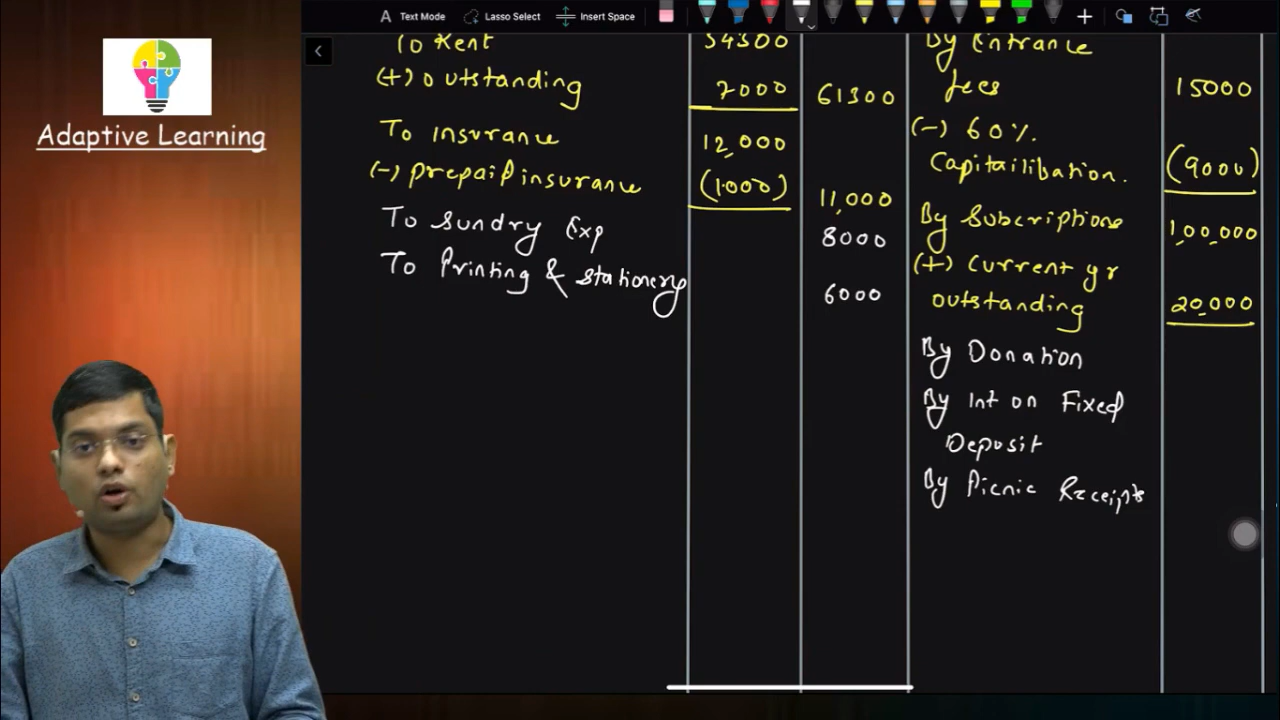 Text Mode
Lasso Select
Insert Space
Adaptive Learning
To Rent 54300
(+) outstanding 7000 61300
To insurance 12,000
(-) prepaid insurance (1000) 11,000
To Sundry Exp 8000
To Printing & Stationery 6000
By Entrance
fees 15000
(-) 60%
Capitailibation. (9000)
By Subscriptions 1,00,000
(+) Current yr
outstanding 20,000
By Donation
By Int on Fixed
Deposit
By Picnic Receipts